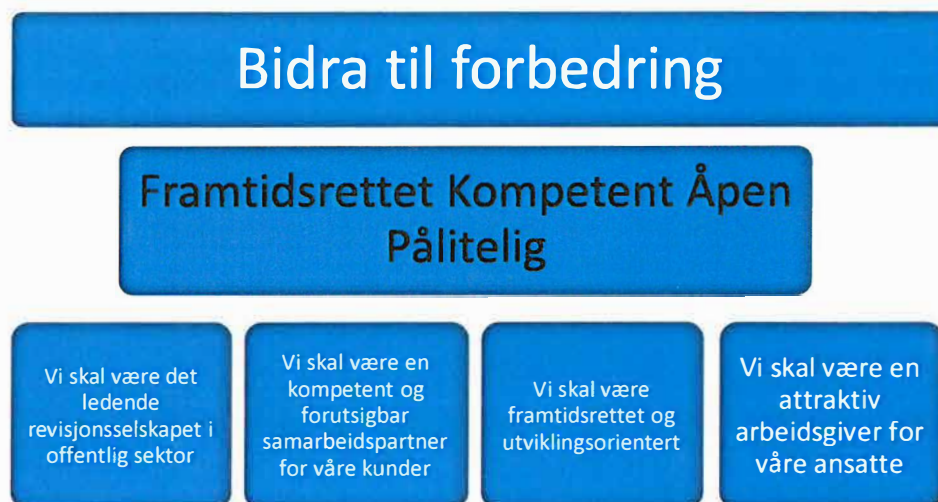 Bidra til forbedring
Framtidsrettet Kompetent Åpen
Pålitelig
Vi skal være det
ledende
revisjonsselskapet i
offentlig sektor
Vi skal være en
kompetent og
forutsigbar
samarbeidspartner
for våre kunder
Vi skal være
framtidsrettet og
utviklingsorientert
Vi skal være en
attraktiv
arbeidsgiver for
våre ansatte